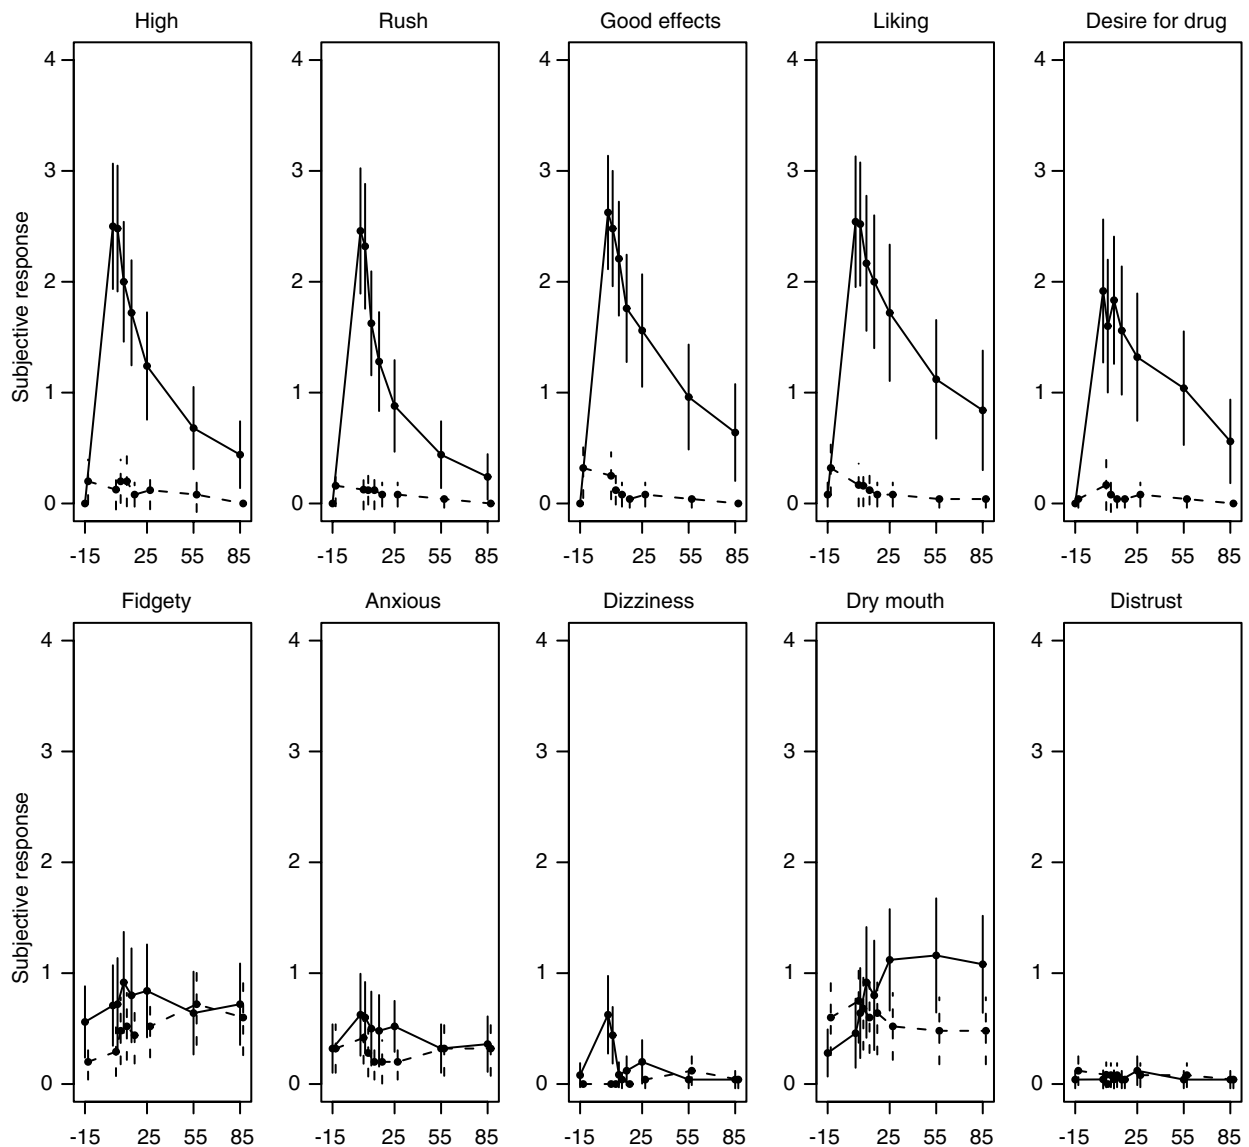 High Rush Good effects Liking Desire for drug
4 4 4 4 4
3 3 3 3 3
2 2 2 2 2
1 1 1 1 1
0 0 0 0 0
Subjective response
-15 25 55 85 -15 25 55 85 -15 25 55 85 -15 25 55 85 -15 25 55 85
Fidgety Anxious Dizziness Dry mouth Distrust
4 4 4 4 4
3 3 3 3 3
2 2 2 2 2
1 1 1 1 1
0 0 0 0 0
Subjective response
-15 25 55 85 -15 25 55 85 -15 25 55 85 -15 25 55 85 -15 25 55 85